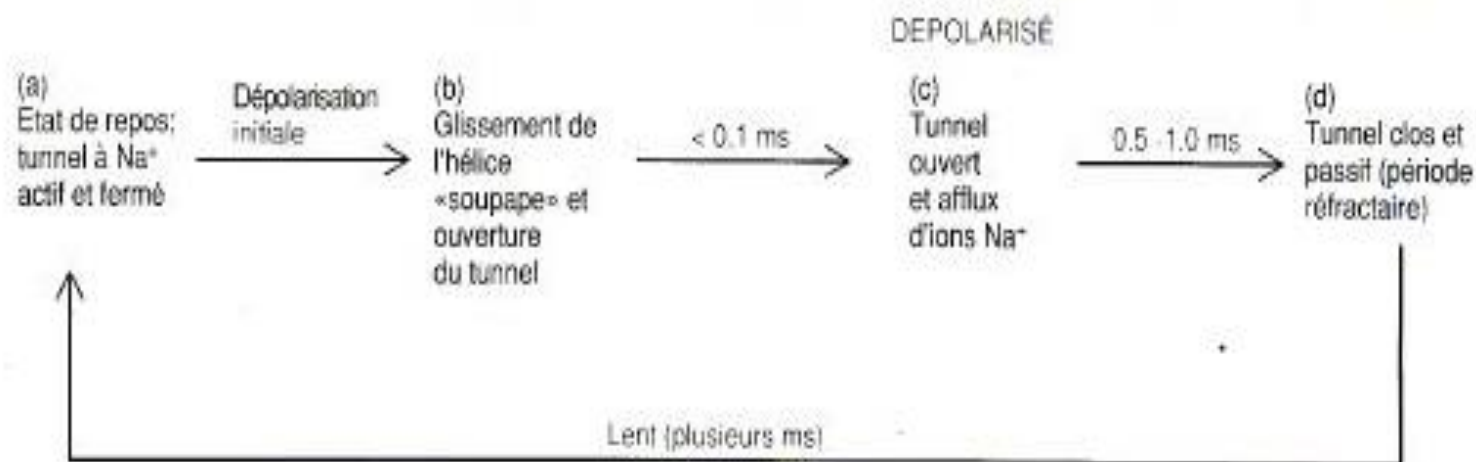 DEPOLARISÉ
(a)
Etat de repos:
tunnel à Na⁺
actif et fermé
Dépolarisation
initiale
(b)
Glissement de
l'hélice
«soupape» et
ouverture
du tunnel
< 0.1 ms
(c)
Tunnel
ouvert
et afflux
d'ions Na⁺
0.5 -1.0 ms
(d)
Tunnel clos et
passif (période
réfractaire)
Lent (plusieurs ms)